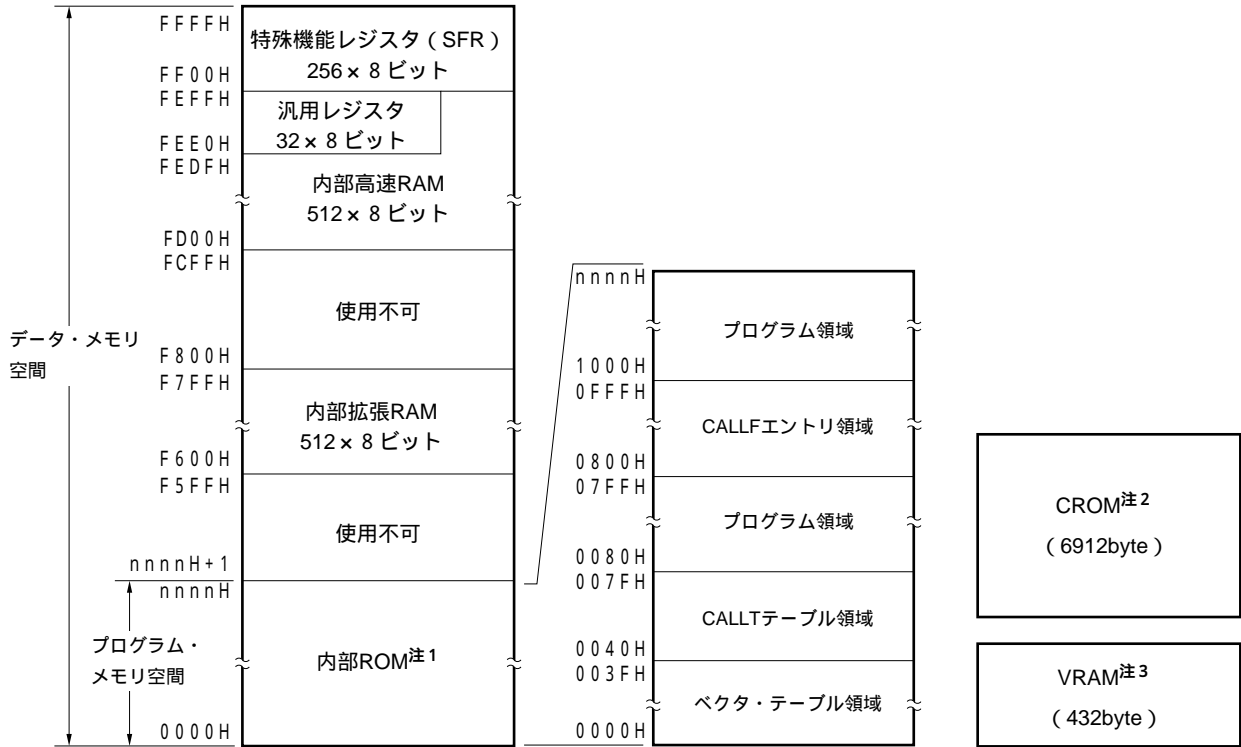 FFFFH
特殊機能レジスタ（SFR）
256×8ビット
FF00H
FEFFH
汎用レジスタ
32×8ビット
FEE0H
FEDFH
内部高速RAM
512×8ビット
FD00H
FCFFH
使用不可
データ・メモリ
空間
F800H
F7FFH
内部拡張RAM
512×8ビット
F600H
F5FFH
使用不可
nnnnH+1
nnnnH
プログラム・
メモリ空間
内部ROM注1
0000H
nnnnH
プログラム領域
1000H
0FFFH
CALLFエントリ領域
0800H
07FFH
プログラム領域
0080H
007FH
CALLTテーブル領域
0040H
003FH
ベクタ・テーブル領域
0000H
CROM注2
（6912byte）
VRAM注3
（432byte）